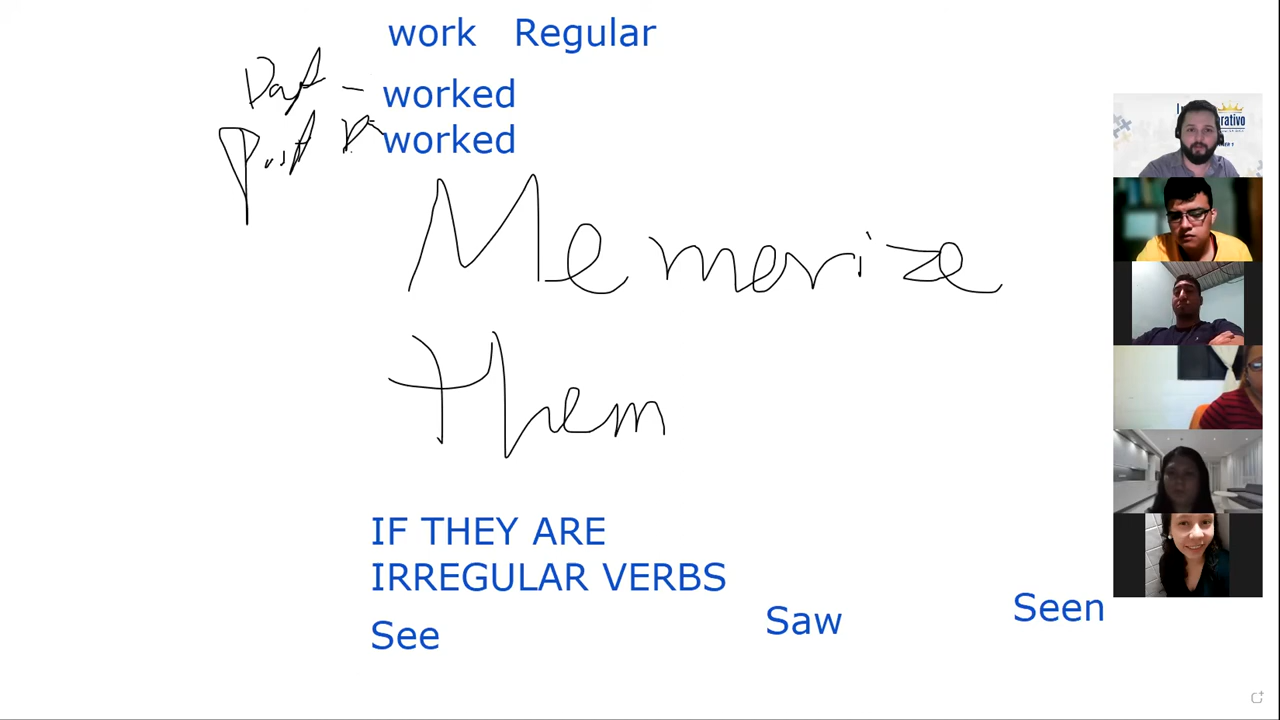 work Regular
Past - worked
Past P worked
Memorize
them
IF THEY ARE
IRREGULAR VERBS
See Saw Seen